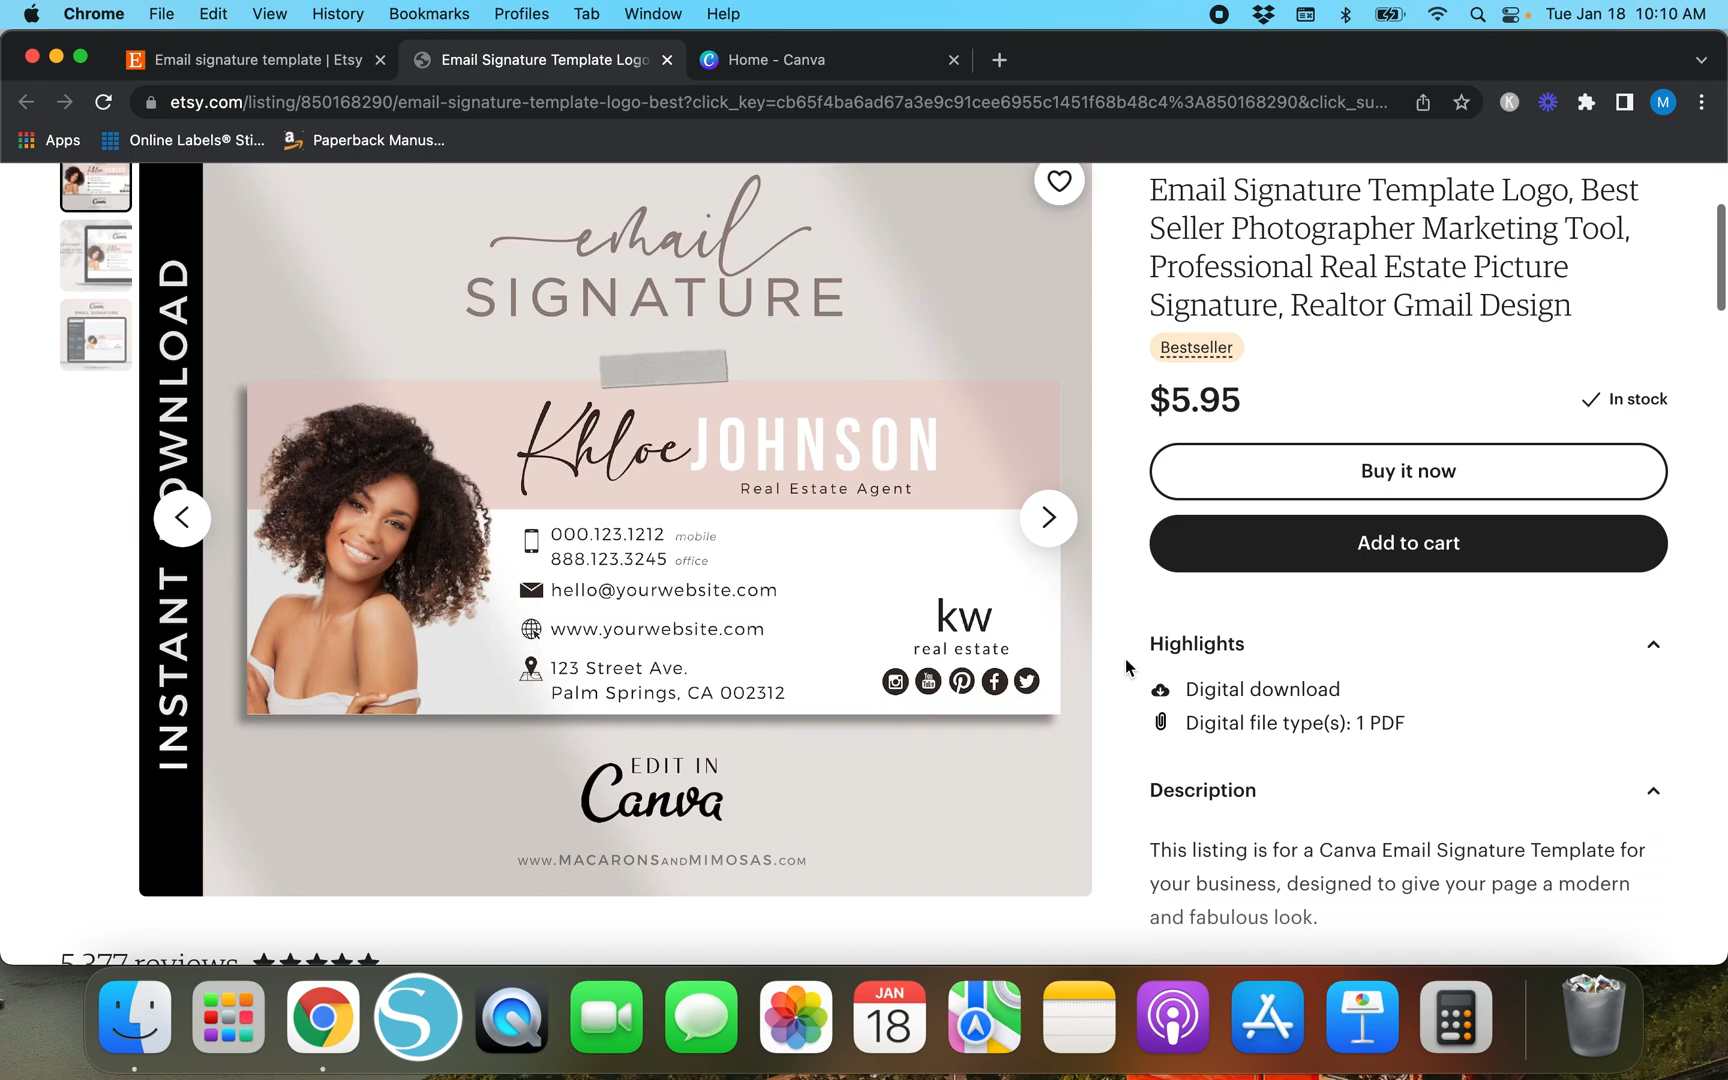 Chrome File Edit View History Bookmarks Profiles Tab Window Help Tue Jan 18 10:10 AM
Email signature template | Etsy
Email Signature Template Logo
Home - Canva
etsy.com/listing/850168290/email-signature-template-logo-best?click_key=cb65f4ba6ad67a3e9c91cee6955c1451f68b48c4%3A850168290&click_su...
K
M
Apps Online Labels® Sti... Paperback Manus...
INSTANT DOWNLOAD
email
SIGNATURE
Khloe JOHNSON
Real Estate Agent
000.123.1212 mobile
888.123.3245 office
hello@yourwebsite.com
www.yourwebsite.com
123 Street Ave.
Palm Springs, CA 002312
kw
real estate
EDIT IN
Canva
www.MACARONSANDMIMOSAS.com
Email Signature Template Logo, Best
Seller Photographer Marketing Tool,
Professional Real Estate Picture
Signature, Realtor Gmail Design
Bestseller
$5.95
In stock
Buy it now
Add to cart
Highlights
Digital download
Digital file type(s): 1 PDF
Description
This listing is for a Canva Email Signature Template for
your business, designed to give your page a modern
and fabulous look.
5,377 reviews
JAN
18